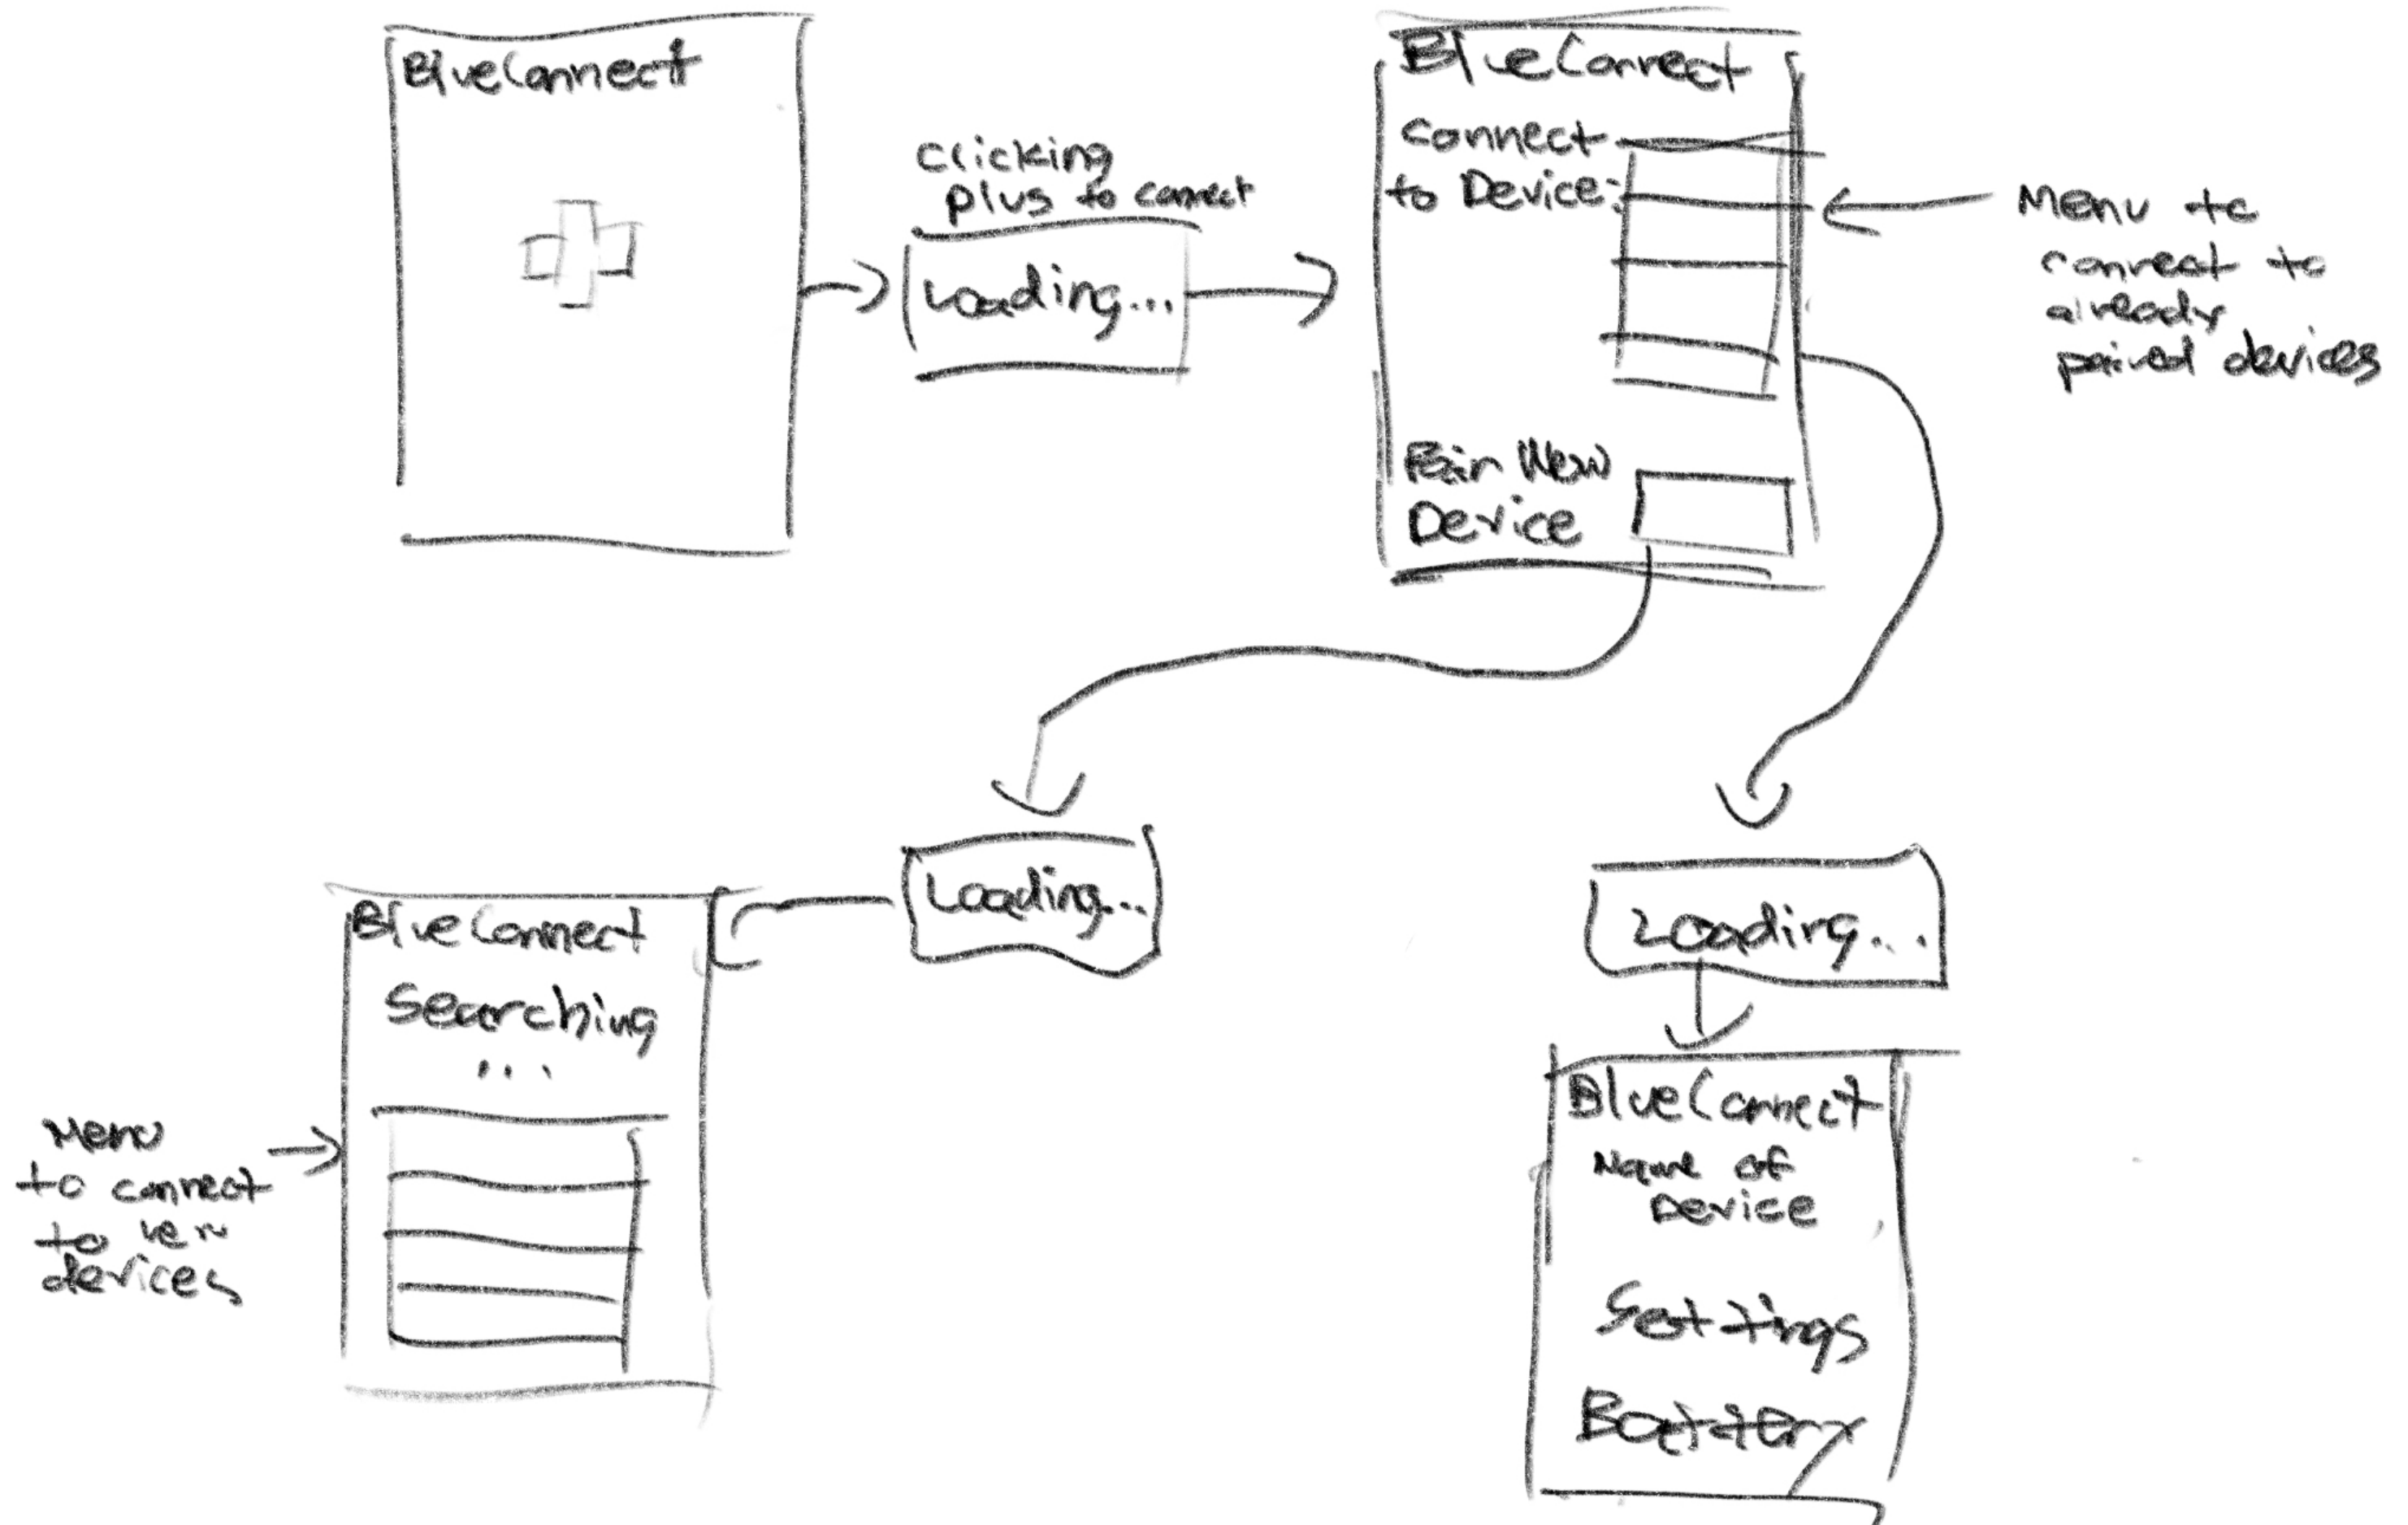 BlueConnect
Clicking
plus to connect
Loading...
BlueConnect
Connect
to Device:
Pair New
Device
Menu to
connect to
already
paired devices
Loading...
Loading...
BlueConnect
Searching
...
Menu
to connect
to
devices
BlueConnect
Name of
Device
Settings
Battery